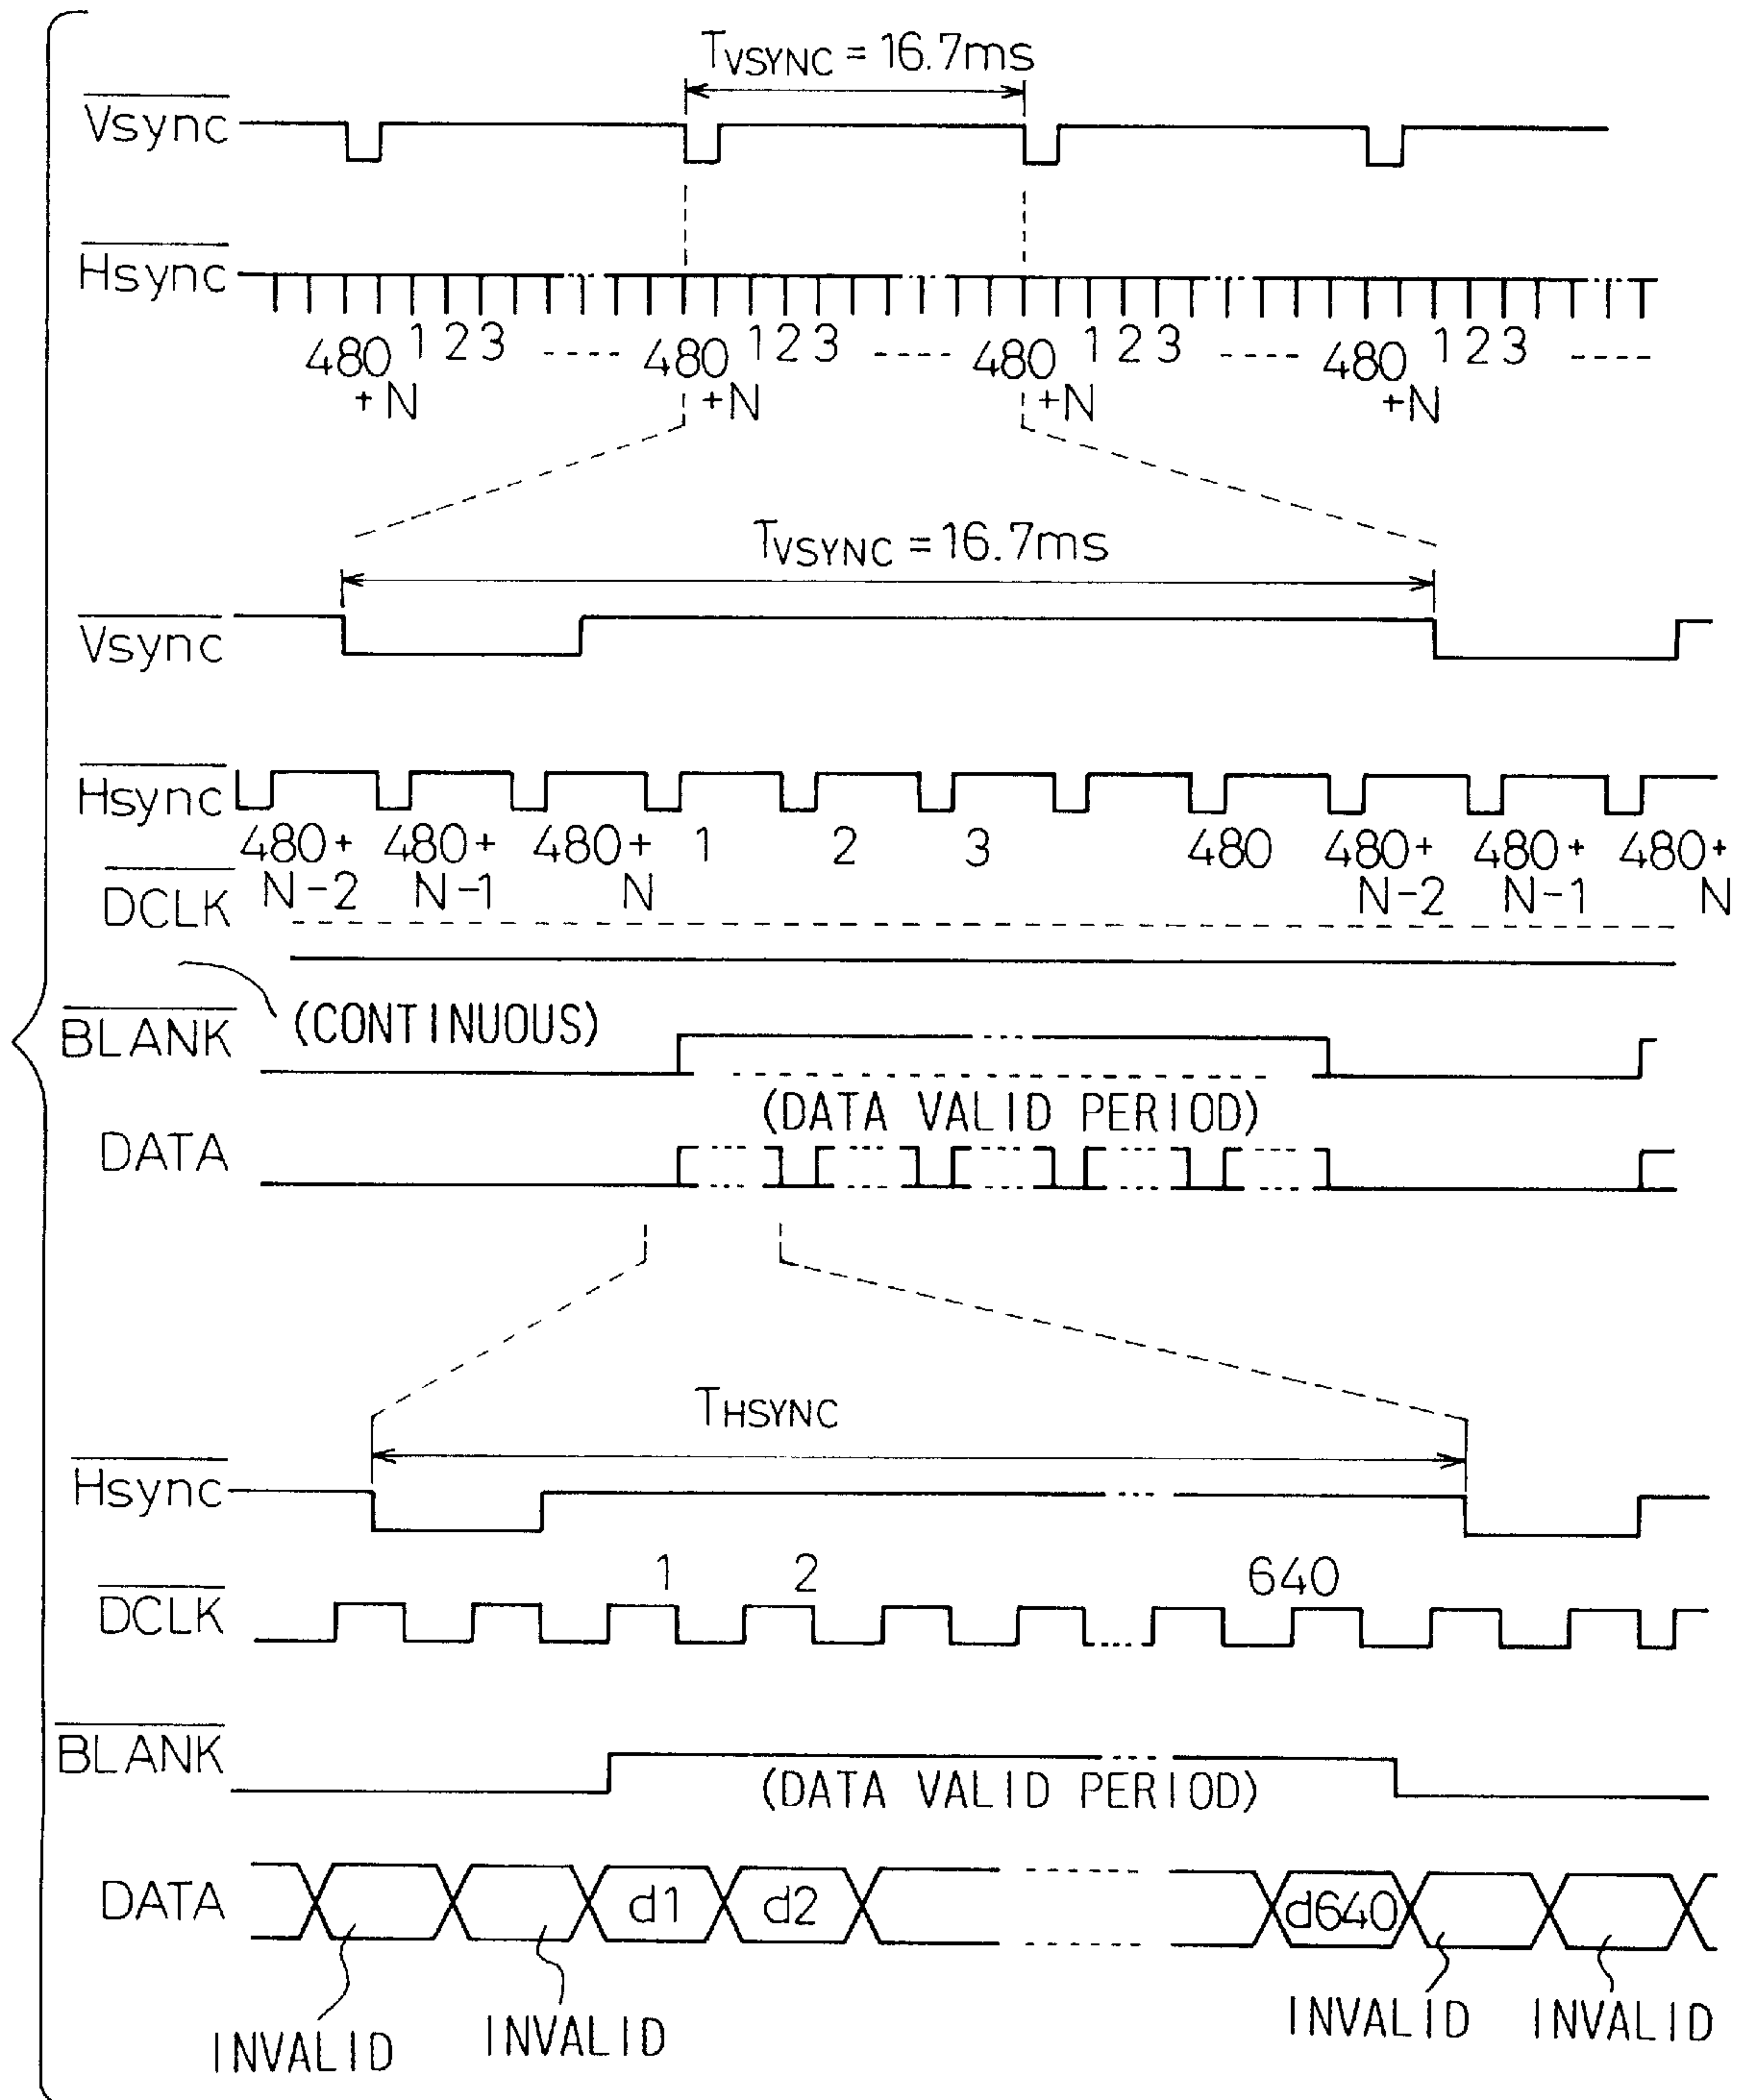 TVSYNC = 16.7ms
Vsync
Hsync
480 1 2 3 ---- 480 1 2 3 ---- 480 1 2 3 ---- 480 1 2 3 ----
+N +N +N +N
TVSYNC = 16.7ms
Vsync
Hsync
480+ 480+ 480+ 1 2 3 480 480+ 480+ 480+
N-2 N-1 N N-2 N-1 N
DCLK
(CONTINUOUS)
BLANK
(DATA VALID PERIOD)
DATA
THSYNC
Hsync
1 2 640
DCLK
BLANK
(DATA VALID PERIOD)
DATA d1 d2 d640
INVALID INVALID INVALID INVALID